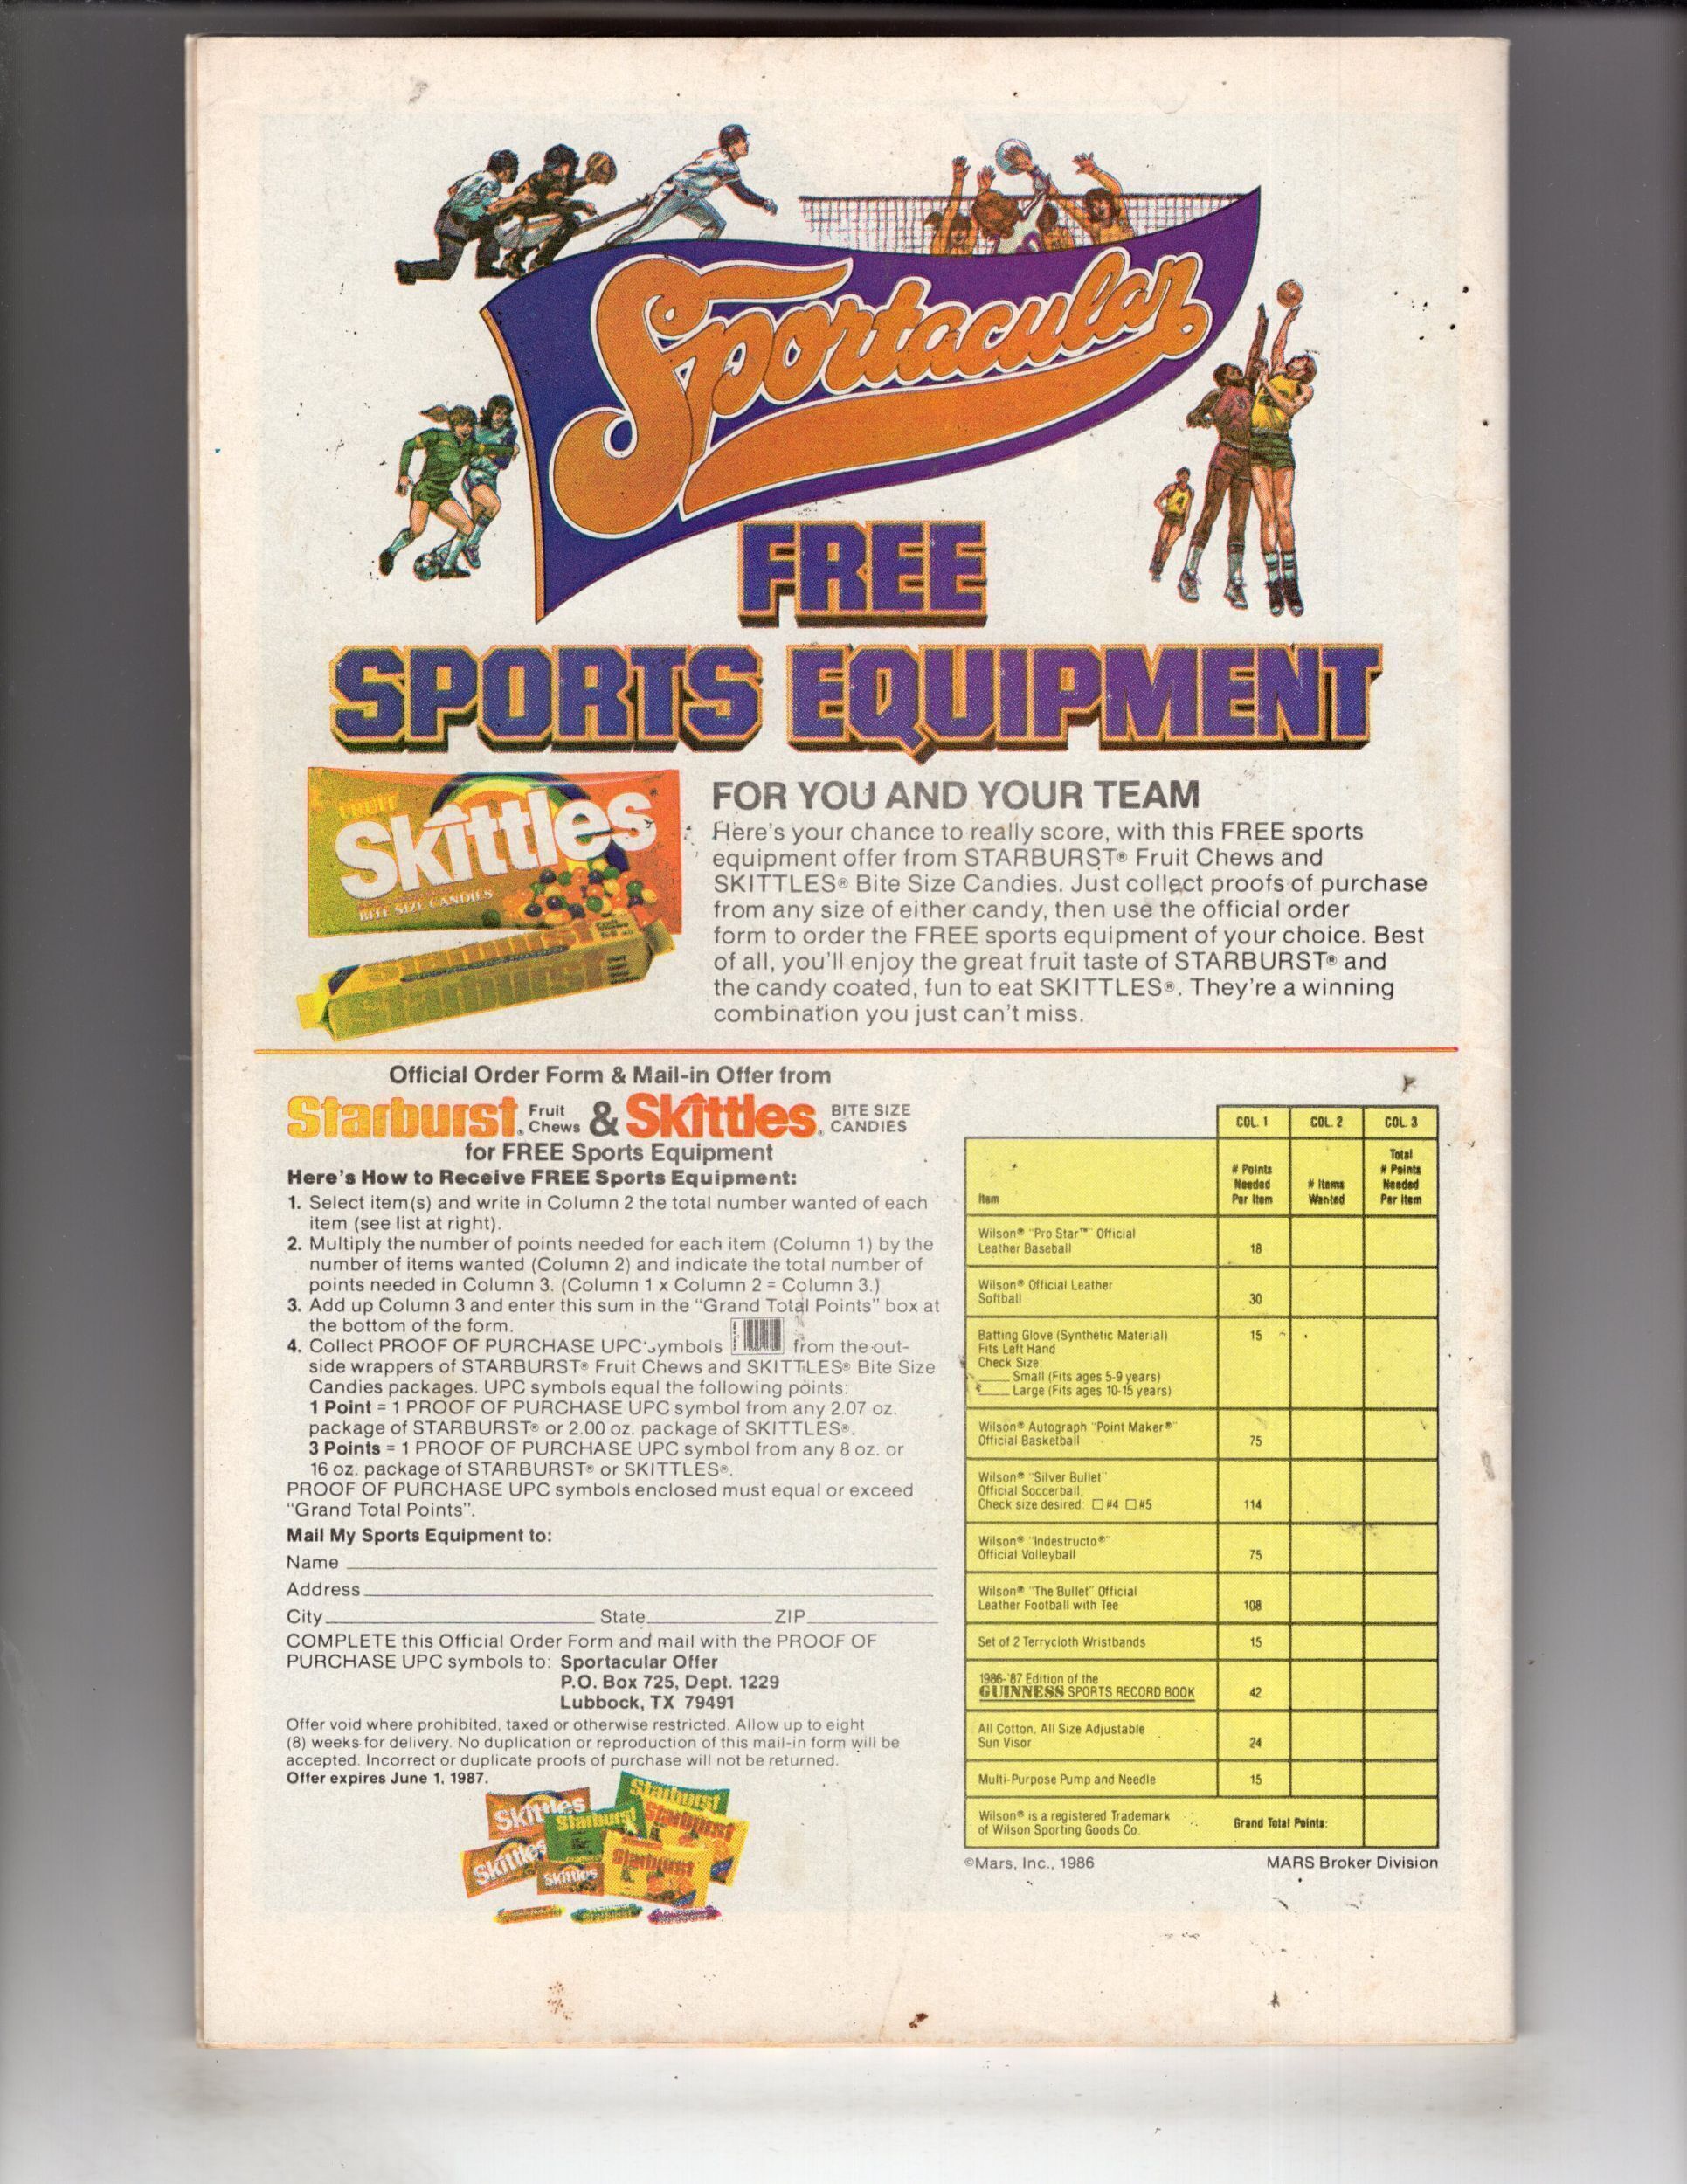 Sportacular
FREE
SPORTS EQUIPMENT
FRUIT
Skittles
BITE SIZE CANDIES
starburst
starburst
FOR YOU AND YOUR TEAM
Here's your chance to really score, with this FREE sports
equipment offer from STARBURST® Fruit Chews and
SKITTLES® Bite Size Candies. Just collect proofs of purchase
from any size of either candy, then use the official order
form to order the FREE sports equipment of your choice. Best
of all, you'll enjoy the great fruit taste of STARBURST® and
the candy coated, fun to eat SKITTLES®. They're a winning
combination you just can't miss.
Official Order Form & Mail-in Offer from
Starburst® Fruit Chews & Skittles® BITE SIZE CANDIES
for FREE Sports Equipment
Here's How to Receive FREE Sports Equipment:
1. Select item(s) and write in Column 2 the total number wanted of each
item (see list at right).
2. Multiply the number of points needed for each item (Column 1) by the
number of items wanted (Column 2) and indicate the total number of
points needed in Column 3. (Column 1 x Column 2 = Column 3.)
3. Add up Column 3 and enter this sum in the "Grand Total Points" box at
the bottom of the form.
4. Collect PROOF OF PURCHASE UPC symbols from the out-
side wrappers of STARBURST® Fruit Chews and SKITTLES® Bite Size
Candies packages. UPC symbols equal the following points:
1 Point = 1 PROOF OF PURCHASE UPC symbol from any 2.07 oz.
package of STARBURST® or 2.00 oz. package of SKITTLES®.
3 Points = 1 PROOF OF PURCHASE UPC symbol from any 8 oz. or
16 oz. package of STARBURST® or SKITTLES®.
PROOF OF PURCHASE UPC symbols enclosed must equal or exceed
"Grand Total Points".
Mail My Sports Equipment to:
Name
Address
City State ZIP
COMPLETE this Official Order Form and mail with the PROOF OF
PURCHASE UPC symbols to: Sportacular Offer
P.O. Box 725, Dept. 1229
Lubbock, TX 79491
Offer void where prohibited, taxed or otherwise restricted. Allow up to eight
(8) weeks for delivery. No duplication or reproduction of this mail-in form will be
accepted. Incorrect or duplicate proofs of purchase will not be returned.
Offer expires June 1, 1987.
Skittles
Starburst
Starburst
Starburst
Skittles
Skittles
Starburst
COL. 1 COL. 2 COL. 3
Item
# Points
Needed
Per Item
# Items
Wanted
Total
# Points
Needed
Per Item
Wilson® "Pro Star™" Official
Leather Baseball 18
Wilson® Official Leather
Softball 30
Batting Glove (Synthetic Material) 15
Fits Left Hand
Check Size:
Small (Fits ages 5-9 years)
Large (Fits ages 10-15 years)
Wilson® Autograph "Point Maker®"
Official Basketball 75
Wilson® "Silver Bullet"
Official Soccerball,
Check size desired: □ #4 □ #5 114
Wilson® "Indestructo®"
Official Volleyball 75
Wilson® "The Bullet" Official
Leather Football with Tee 108
Set of 2 Terrycloth Wristbands 15
1986-'87 Edition of the
GUINNESS SPORTS RECORD BOOK 42
All Cotton, All Size Adjustable
Sun Visor 24
Multi-Purpose Pump and Needle 15
Wilson® is a registered Trademark
of Wilson Sporting Goods Co.
Grand Total Points:
©Mars, Inc., 1986 MARS Broker Division